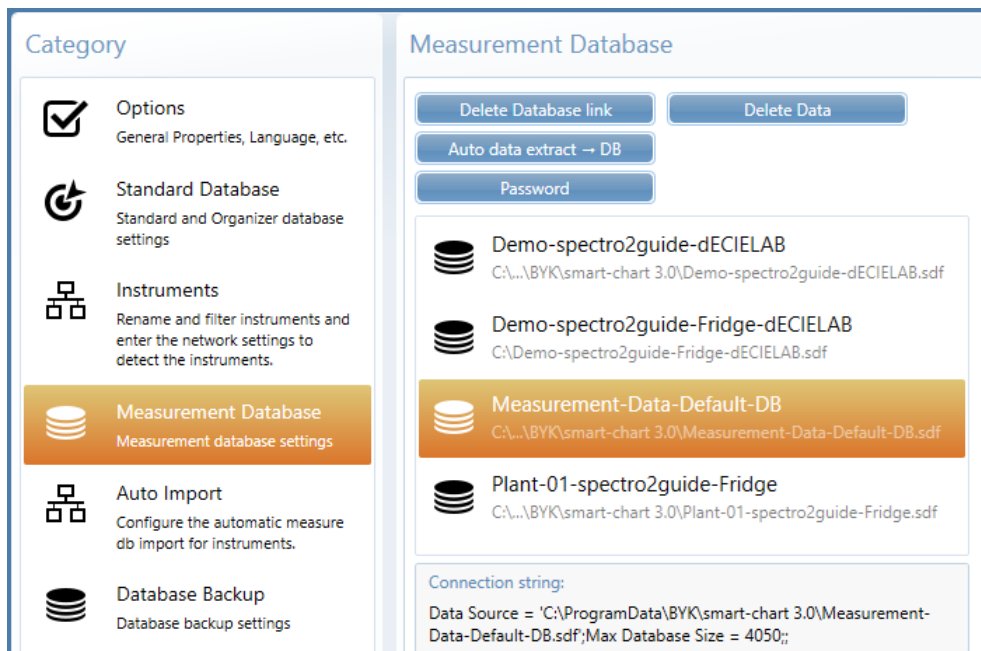 Category
Options
General Properties, Language, etc.
Standard Database
Standard and Organizer database
settings
Instruments
Rename and filter instruments and
enter the network settings to
detect the instruments.
Measurement Database
Measurement database settings
Auto Import
Configure the automatic measure
db import for instruments.
Database Backup
Database backup settings
Measurement Database
Delete Database link
Delete Data
Auto data extract → DB
Password
Demo-spectro2guide-dECIELAB
C:\...\BYK\smart-chart 3.0\Demo-spectro2guide-dECIELAB.sdf
Demo-spectro2guide-Fridge-dECIELAB
C:\Demo-spectro2guide-Fridge-dECIELAB.sdf
Measurement-Data-Default-DB
C:\...\BYK\smart-chart 3.0\Measurement-Data-Default-DB.sdf
Plant-01-spectro2guide-Fridge
C:\...\BYK\smart-chart 3.0\Plant-01-spectro2guide-Fridge.sdf
Connection string:
Data Source = 'C:\ProgramData\BYK\smart-chart 3.0\Measurement-
Data-Default-DB.sdf';Max Database Size = 4050;;